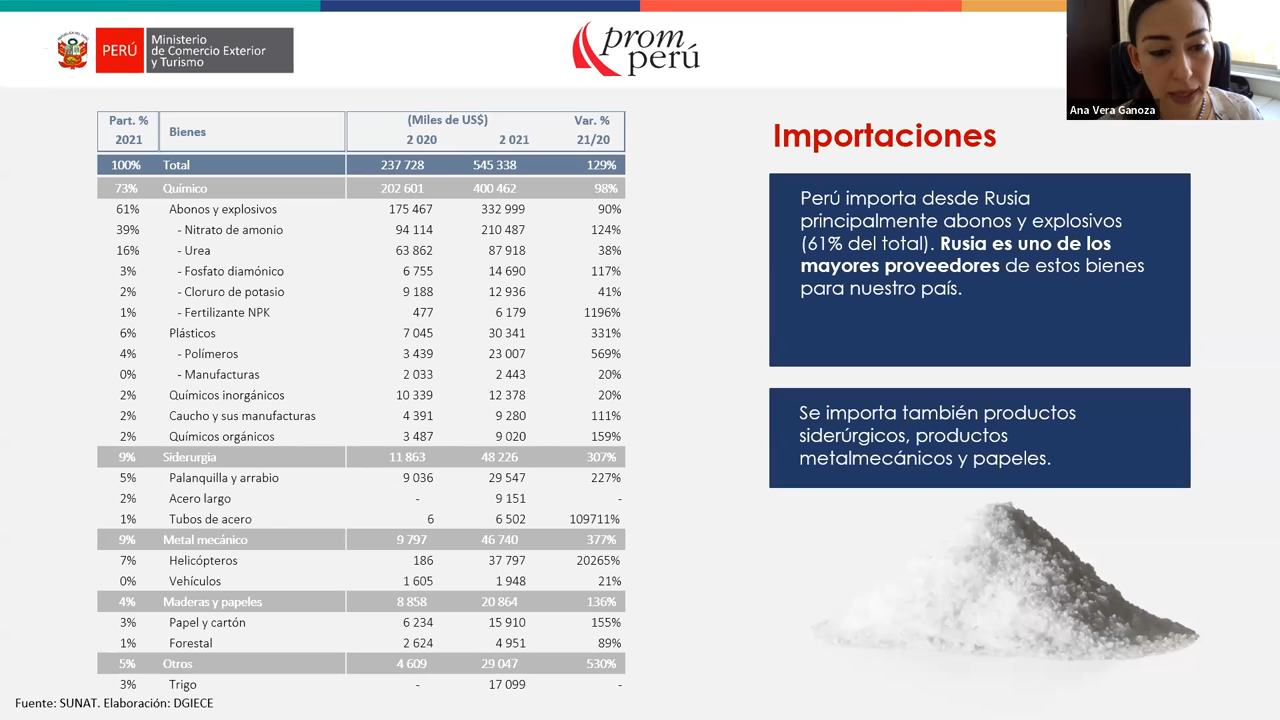 PERÚ
Ministerio
de Comercio Exterior
y Turismo
prom
perú
Ana Vera Ganoza
Part. % Bienes (Miles de US$) Var. %
2021 2 020 2 021 21/20
100% Total 237 728 545 338 129%
73% Químico 202 601 400 462 98%
61% Abonos y explosivos 175 467 332 999 90%
39% - Nitrato de amonio 94 114 210 487 124%
16% - Urea 63 862 87 918 38%
3% - Fosfato diamónico 6 755 14 690 117%
2% - Cloruro de potasio 9 188 12 936 41%
1% - Fertilizante NPK 477 6 179 1196%
6% Plásticos 7 045 30 341 331%
4% - Polímeros 3 439 23 007 569%
0% - Manufacturas 2 033 2 443 20%
2% Químicos inorgánicos 10 339 12 378 20%
2% Caucho y sus manufacturas 4 391 9 280 111%
2% Químicos orgánicos 3 487 9 020 159%
9% Siderurgia 11 863 48 226 307%
5% Palanquilla y arrabio 9 036 29 547 227%
2% Acero largo - 9 151 -
1% Tubos de acero 6 6 502 109711%
9% Metal mecánico 9 797 46 740 377%
7% Helicópteros 186 37 797 20265%
0% Vehículos 1 605 1 948 21%
4% Maderas y papeles 8 858 20 864 136%
3% Papel y cartón 6 234 15 910 155%
1% Forestal 2 624 4 951 89%
5% Otros 4 609 29 047 530%
3% Trigo - 17 099 -
Fuente: SUNAT. Elaboración: DGIECE
Importaciones
Perú importa desde Rusia
principalmente abonos y explosivos
(61% del total). Rusia es uno de los
mayores proveedores de estos bienes
para nuestro país.
Se importa también productos
siderúrgicos, productos
metalmecánicos y papeles.